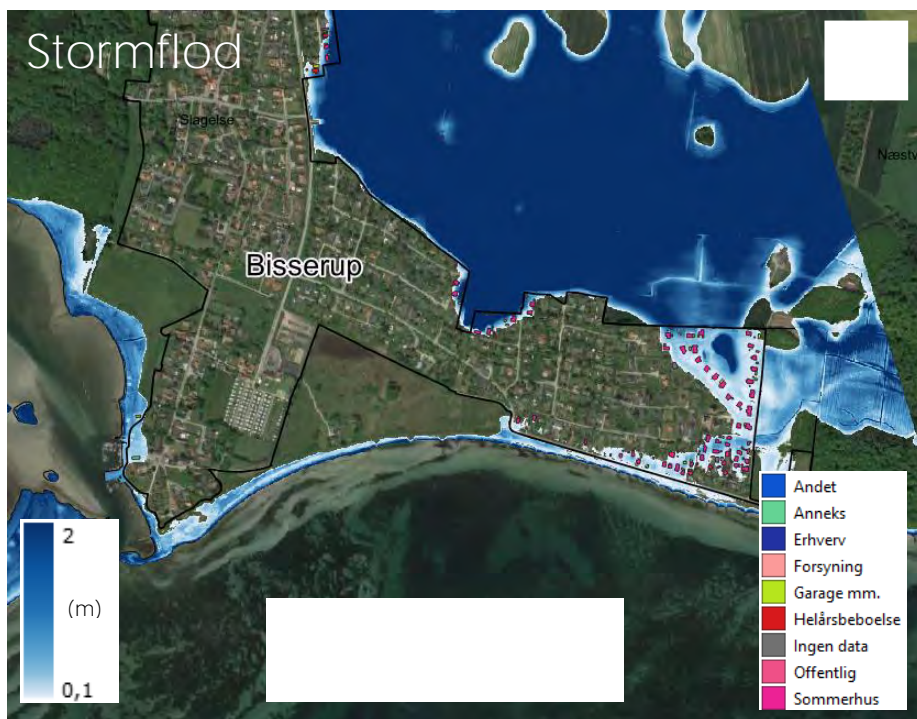 Stormflod
Slagelse
Næstv
Bisserup
2
(m)
0,1
Andet
Anneks
Erhverv
Forsyning
Garage mm.
Helårsbeboelse
Ingen data
Offentlig
Sommerhus